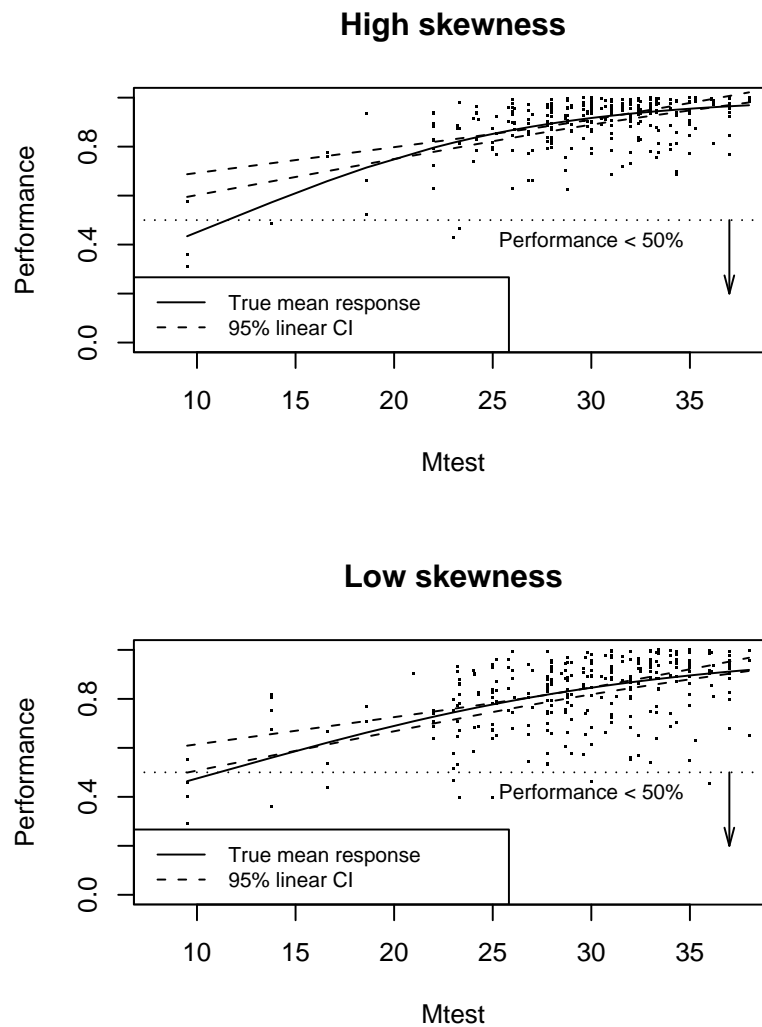 High skewness
Performance
0.0
0.4
0.8
Performance < 50%
True mean response
95% linear CI
10 15 20 25 30 35
Mtest
Low skewness
Performance
0.0
0.4
0.8
Performance < 50%
True mean response
95% linear CI
10 15 20 25 30 35
Mtest